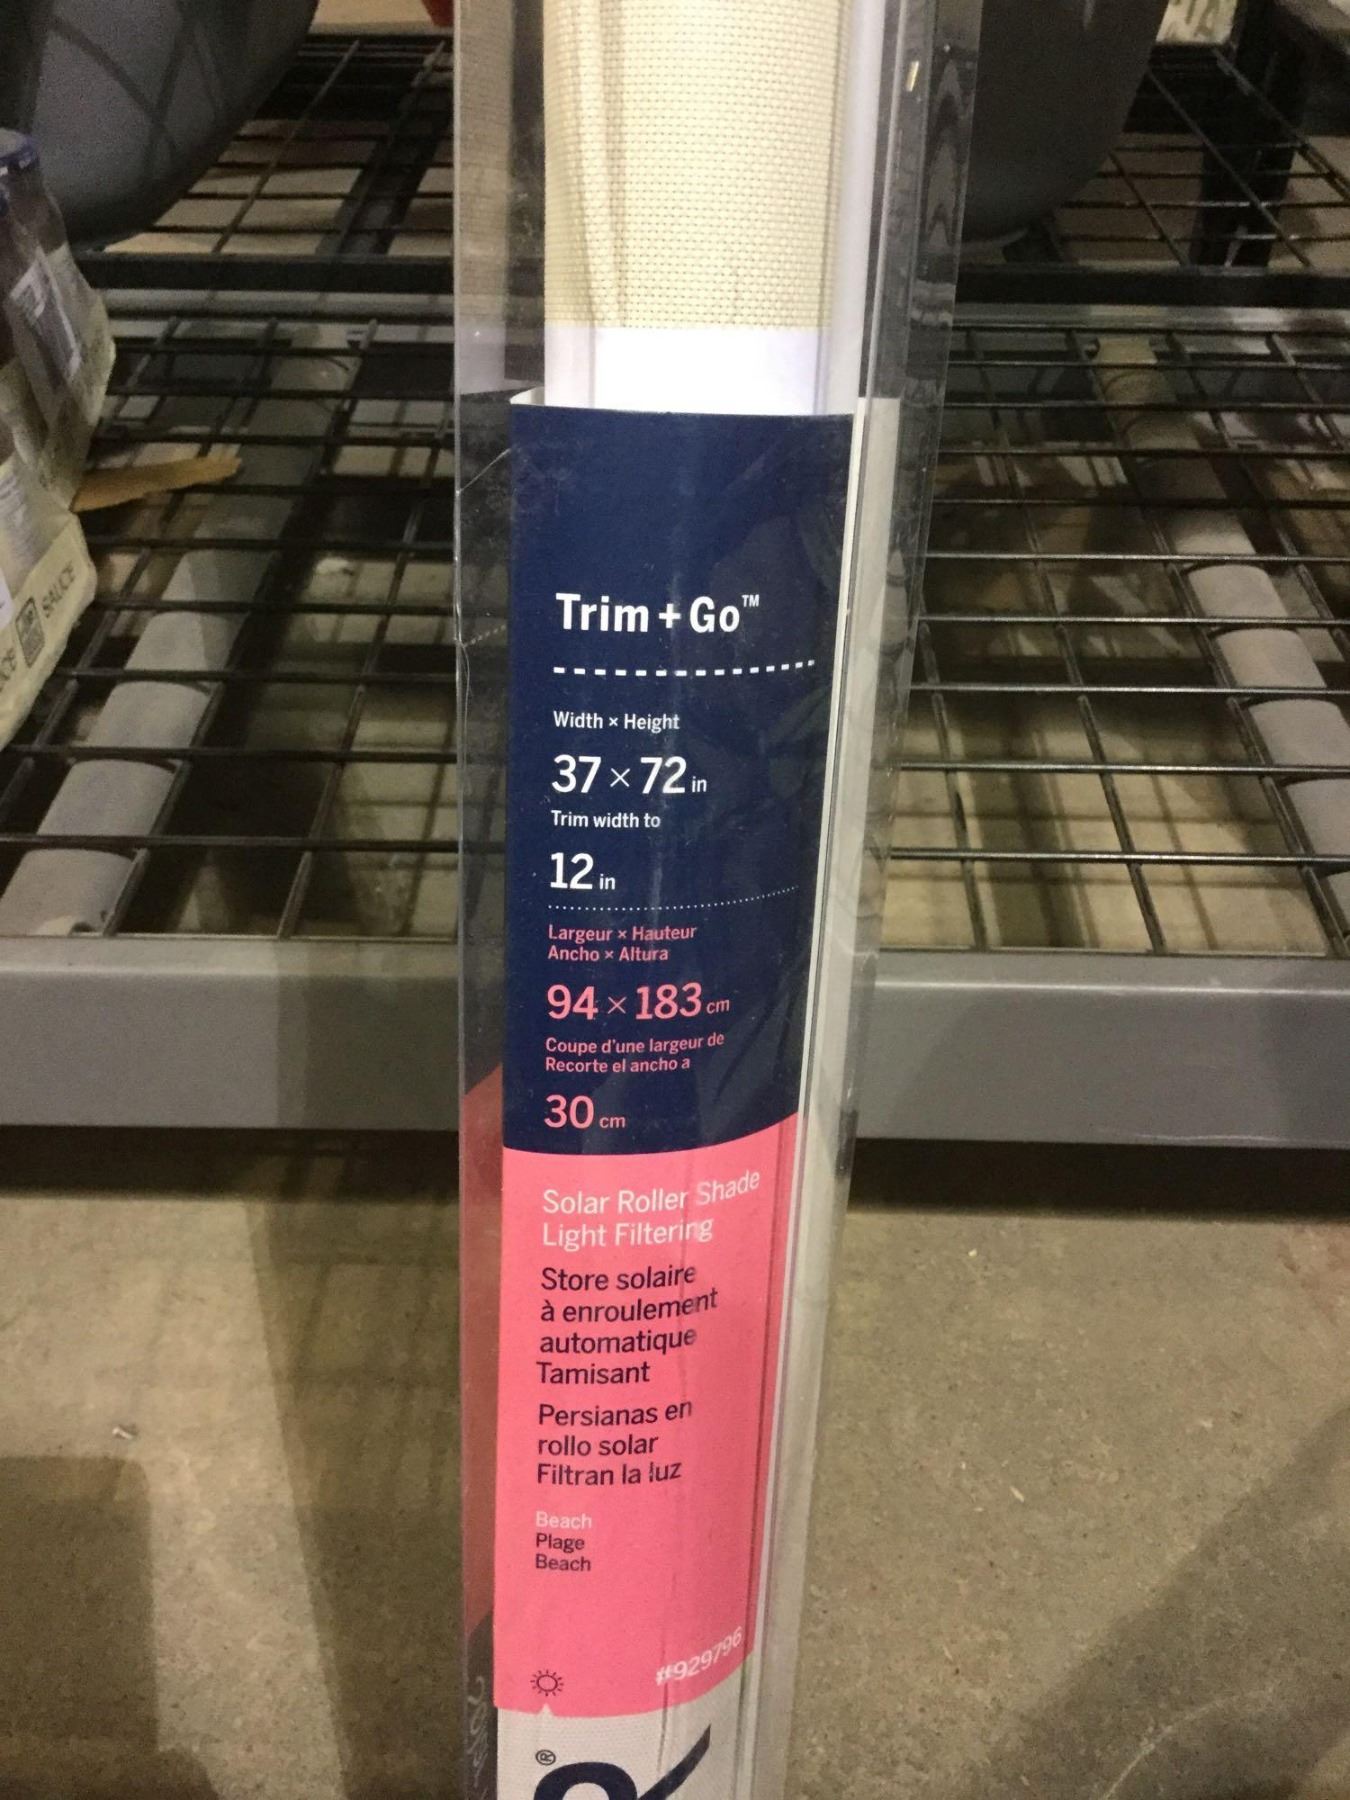 Trim + Go™
Width × Height
37 × 72 in
Trim width to
12 in
Largeur × Hauteur
Ancho × Altura
94 × 183 cm
Coupe d'une largeur de
Recorte el ancho a
30 cm
Solar Roller Shade
Light Filtering
Store solaire
à enroulement
automatique
Tamisant
Persianas en
rollo solar
Filtran la luz
Beach
Plage
Beach
#929796
®
SAUCE